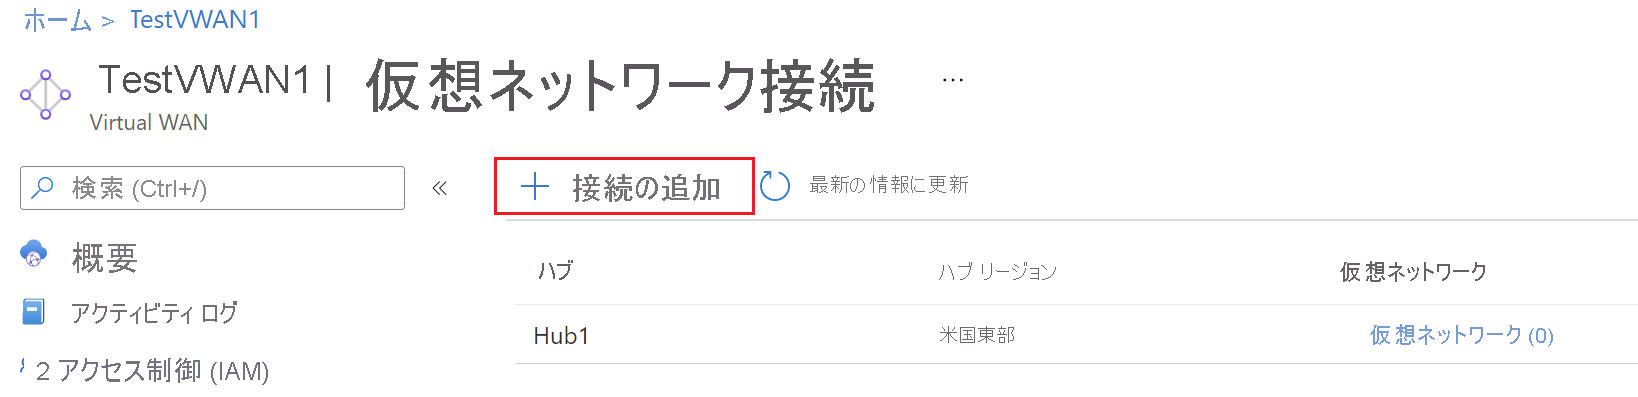 ホーム > TestVWAN1
TestVWAN1 | 仮想ネットワーク接続 ...
Virtual WAN
検索 (Ctrl+/) «
接続の追加 最新の情報に更新
概要
アクティビティ ログ
2 アクセス制御 (IAM)
ハブ ハブ リージョン 仮想ネットワーク
Hub1 米国東部 仮想ネットワーク (0)